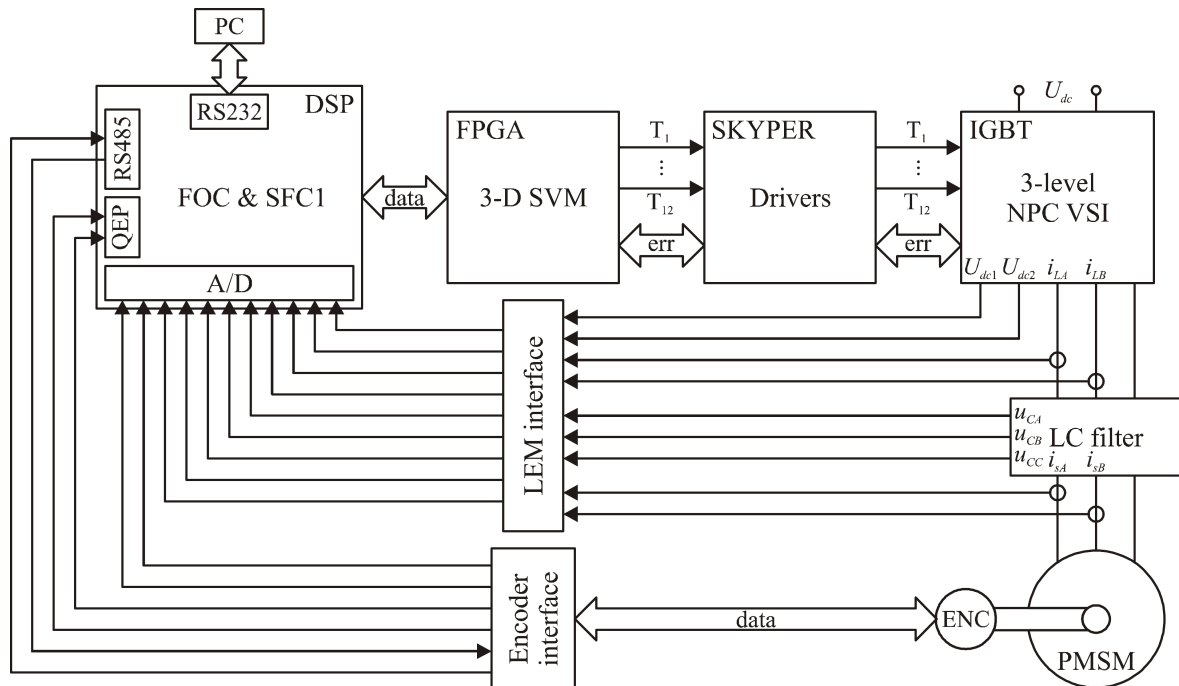 PC
RS232
DSP
RS485
QEP
FOC & SFC1
A/D
data
FPGA
3-D SVM
T1
⋮
T12
err
SKYPER
Drivers
T1
⋮
T12
err
Udc
IGBT
3-level
NPC VSI
Udc1 Udc2 iLA iLB
LEM interface
uCA
uCB
uCC
LC filter
isA isB
Encoder
interface
data
ENC
PMSM